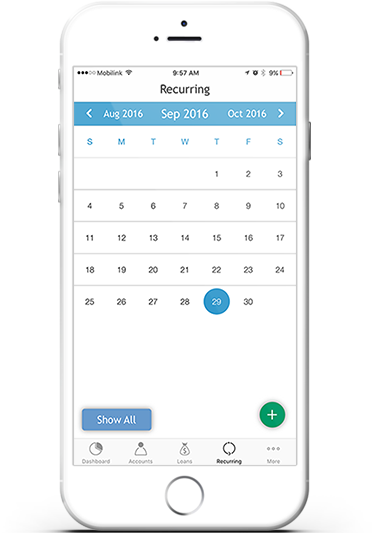 Mobilink 9:57 AM 9%
Recurring
Aug 2016 Sep 2016 Oct 2016
S M T W T F S
1 2 3
4 5 6 7 8 9 10
11 12 13 14 15 16 17
18 19 20 21 22 23 24
25 26 27 28 29 30
Show All
Dashboard Accounts Loans Recurring More